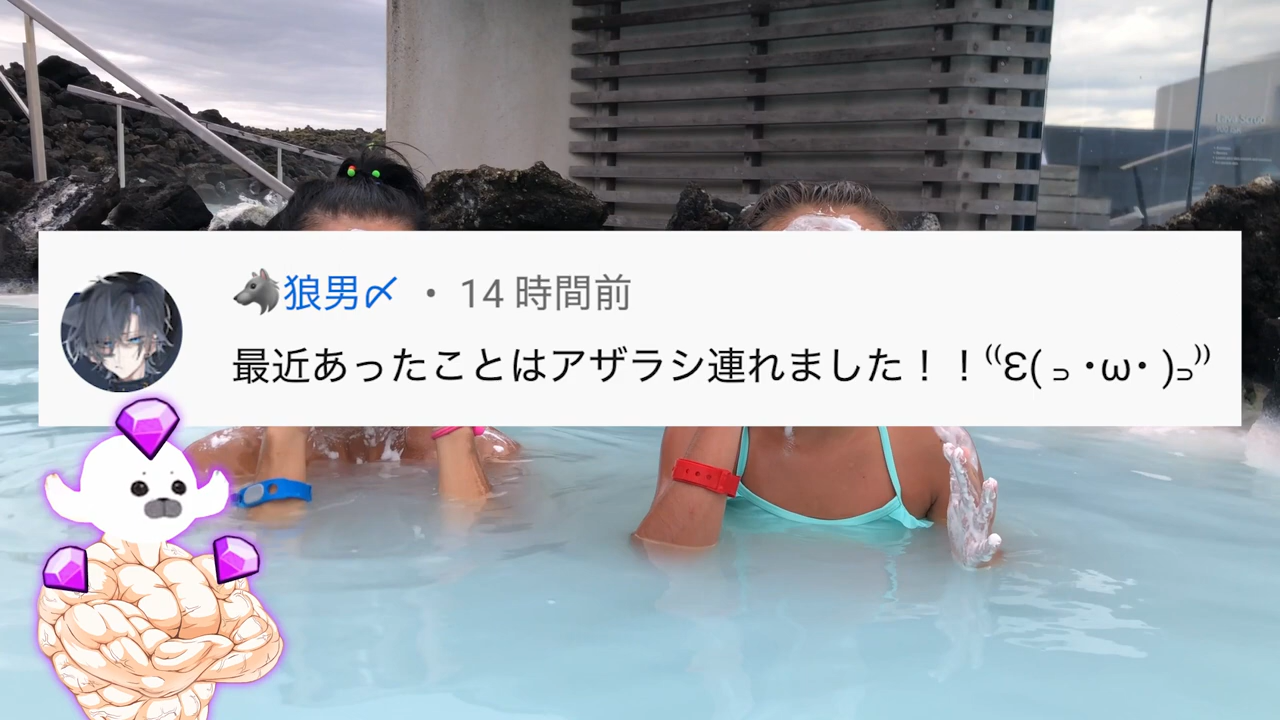 🐺狼男〆 ・ 14 時間前
最近あったことはアザラシ連れました！！⁽⁽ε( ᓗ ･ω･ )ᓗ⁾⁾